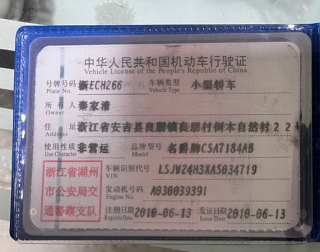 中华人民共和国机动车行驶证
Vehicle License of the People's Republic of China
号牌号码 浙ECH266 车辆类型 小型轿车
Plate No. Vehicle Type
所有人 秦家清
Owner
住址 浙江省安吉县良朋镇良朋村倒木自然村224
Address
使用性质 非营运 品牌型号 名爵牌CSA7184AB
Use Character Model
浙江省湖州
市公安局交
通警察支队
车辆识别代号 LSJW24H3XAS034719
VIN
发动机号码 A030039391
Engine No.
注册日期 2010-06-13 发证日期 2010-06-13
Register Date Issue Date